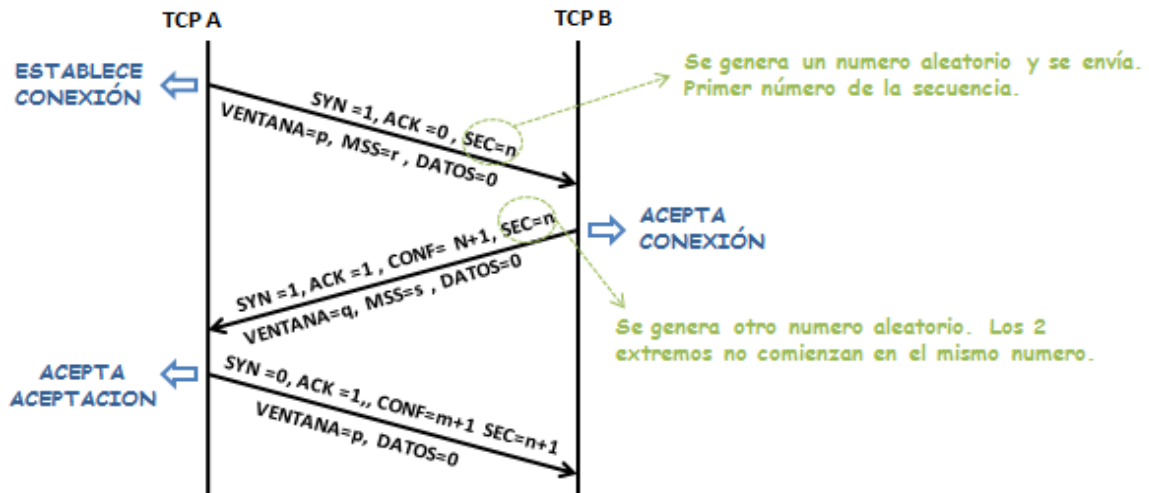 TCP A
TCP B
ESTABLECE
CONEXIÓN
SYN =1, ACK =0 , SEC=n
VENTANA=p, MSS=r , DATOS=0
Se genera un numero aleatorio y se envía.
Primer número de la secuencia.
ACEPTA
CONEXIÓN
SYN =1, ACK =1 , CONF= N+1, SEC=n
VENTANA=q, MSS=s , DATOS=0
Se genera otro numero aleatorio. Los 2
extremos no comienzan en el mismo numero.
ACEPTA
ACEPTACION
SYN =0, ACK =1,, CONF=m+1 SEC=n+1
VENTANA=p, DATOS=0